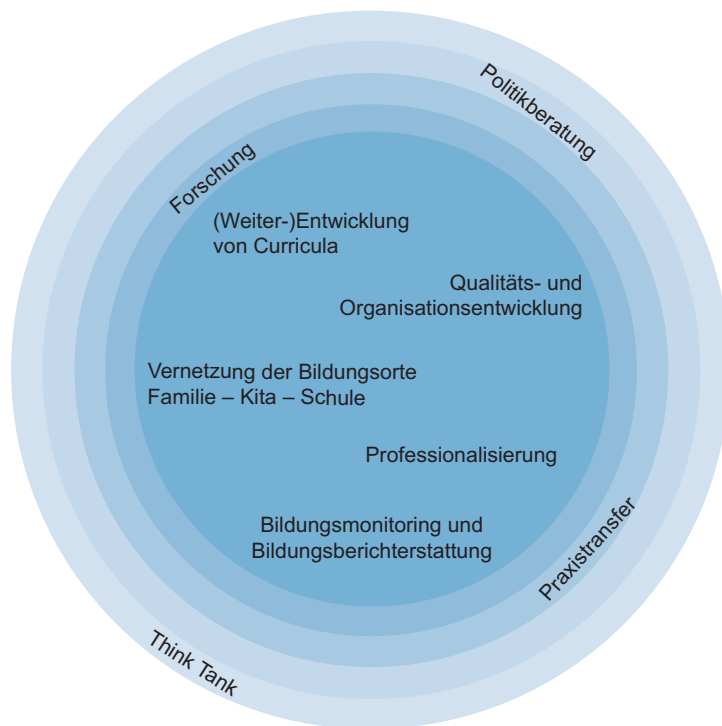 Politikberatung
Forschung
(Weiter-)Entwicklung
von Curricula
Qualitäts- und
Organisationsentwicklung
Vernetzung der Bildungsorte
Familie – Kita – Schule
Professionalisierung
Bildungsmonitoring und
Bildungsberichterstattung
Praxistransfer
Think Tank